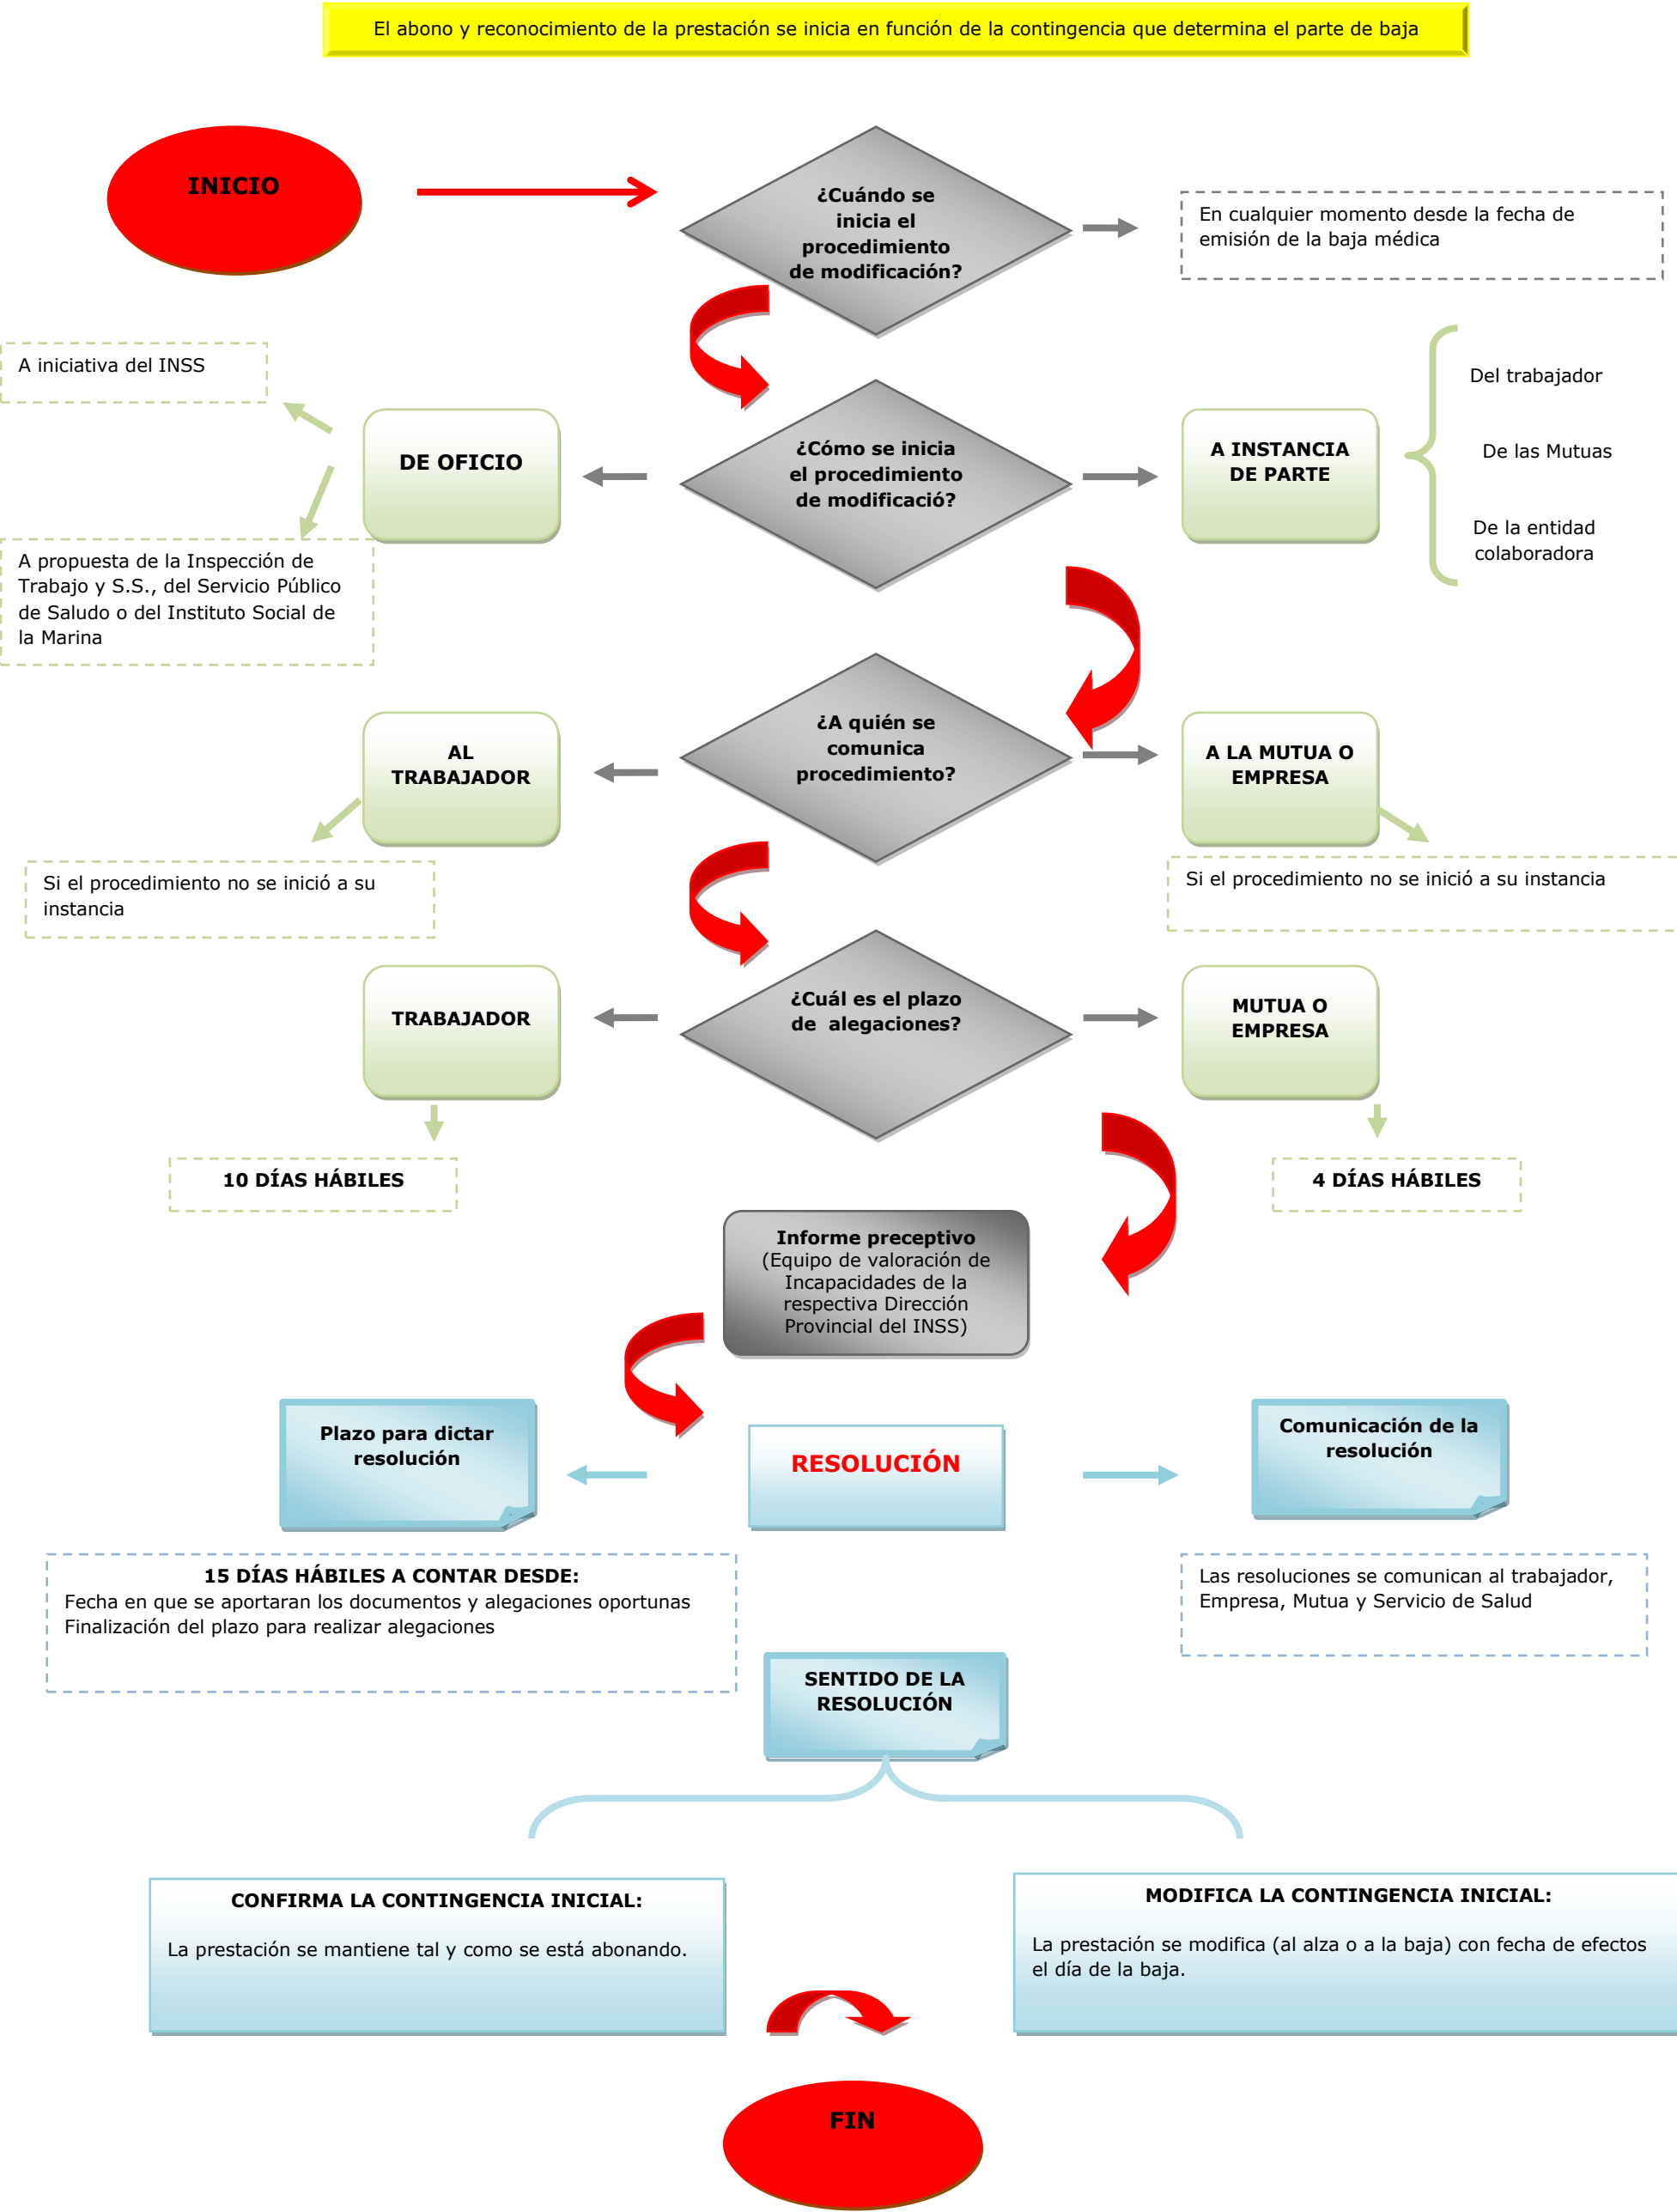 El abono y reconocimiento de la prestación se inicia en función de la contingencia que determina el parte de baja
INICIO
¿Cuándo se
inicia el
procedimiento
de modificación?
En cualquier momento desde la fecha de
emisión de la baja médica
A iniciativa del INSS
DE OFICIO
¿Cómo se inicia
el procedimiento
de modificació?
A INSTANCIA
DE PARTE
Del trabajador
De las Mutuas
De la entidad
colaboradora
A propuesta de la Inspección de
Trabajo y S.S., del Servicio Público
de Saludo o del Instituto Social de
la Marina
AL
TRABAJADOR
¿A quién se
comunica
procedimiento?
A LA MUTUA O
EMPRESA
Si el procedimiento no se inició a su
instancia
Si el procedimiento no se inició a su instancia
TRABAJADOR
¿Cuál es el plazo
de alegaciones?
MUTUA O
EMPRESA
10 DÍAS HÁBILES
4 DÍAS HÁBILES
Informe preceptivo
(Equipo de valoración de
Incapacidades de la
respectiva Dirección
Provincial del INSS)
Plazo para dictar
resolución
RESOLUCIÓN
Comunicación de la
resolución
15 DÍAS HÁBILES A CONTAR DESDE:
Fecha en que se aportaran los documentos y alegaciones oportunas
Finalización del plazo para realizar alegaciones
Las resoluciones se comunican al trabajador,
Empresa, Mutua y Servicio de Salud
SENTIDO DE LA
RESOLUCIÓN
CONFIRMA LA CONTINGENCIA INICIAL:
La prestación se mantiene tal y como se está abonando.
MODIFICA LA CONTINGENCIA INICIAL:
La prestación se modifica (al alza o a la baja) con fecha de efectos
el día de la baja.
FIN